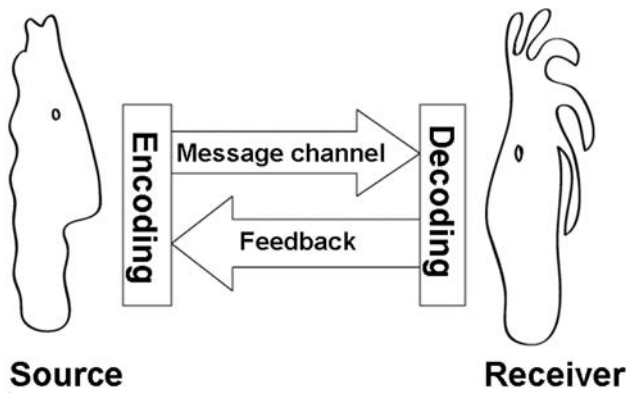 Encoding
Message channel
Decoding
Feedback
Source
Receiver